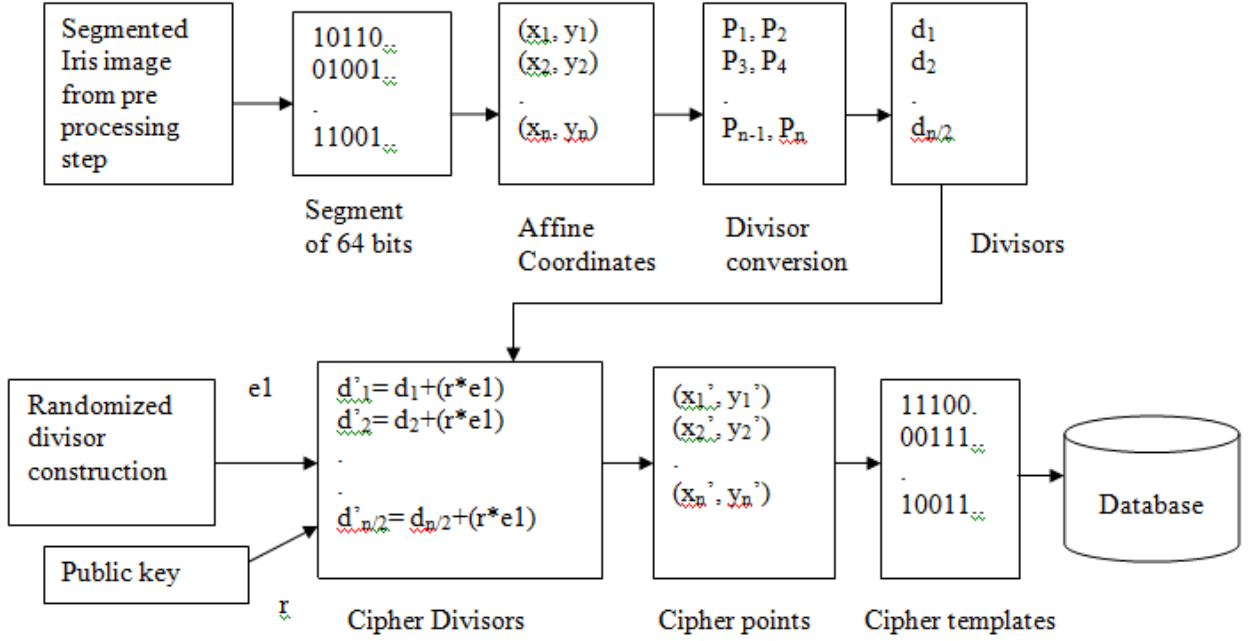 Segmented
Iris image
from pre
processing
step
10110..
01001..
.
11001..
Segment
of 64 bits
(x₁, y₁)
(x₂, y₂)
.
(xₙ, yₙ)
Affine
Coordinates
P₁, P₂
P₃, P₄
.
Pₙ₋₁, Pₙ
Divisor
conversion
d₁
d₂
.
dₙ/₂
Divisors
Randomized
divisor
construction
e1
Public key
r
d’₁= d₁+(r*e1)
d’₂= d₂+(r*e1)
.
.
d’ₙ/₂= dₙ/₂+(r*e1)
Cipher Divisors
(x₁’, y₁’)
(x₂’, y₂’)
.
(xₙ’, yₙ’)
Cipher points
11100.
00111..
.
10011..
Cipher templates
Database